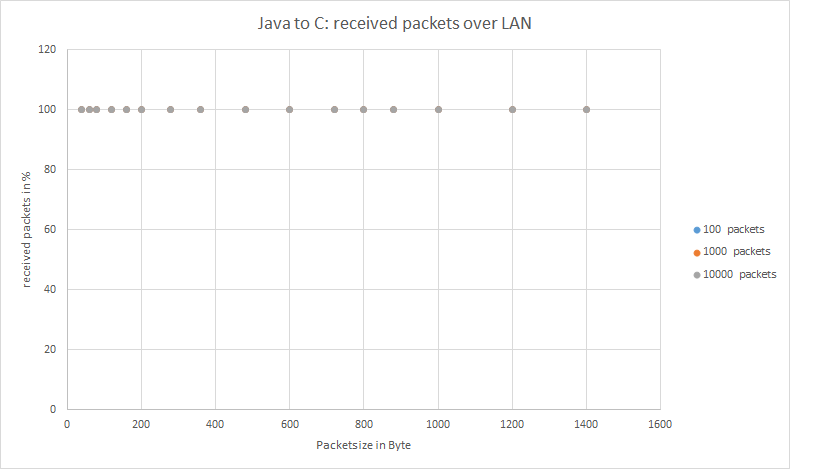 Java to C: received packets over LAN
120
100
80
60
40
20
0
received packets in %
0 200 400 600 800 1000 1200 1400 1600
Packetsize in Byte
100 packets
1000 packets
10000 packets